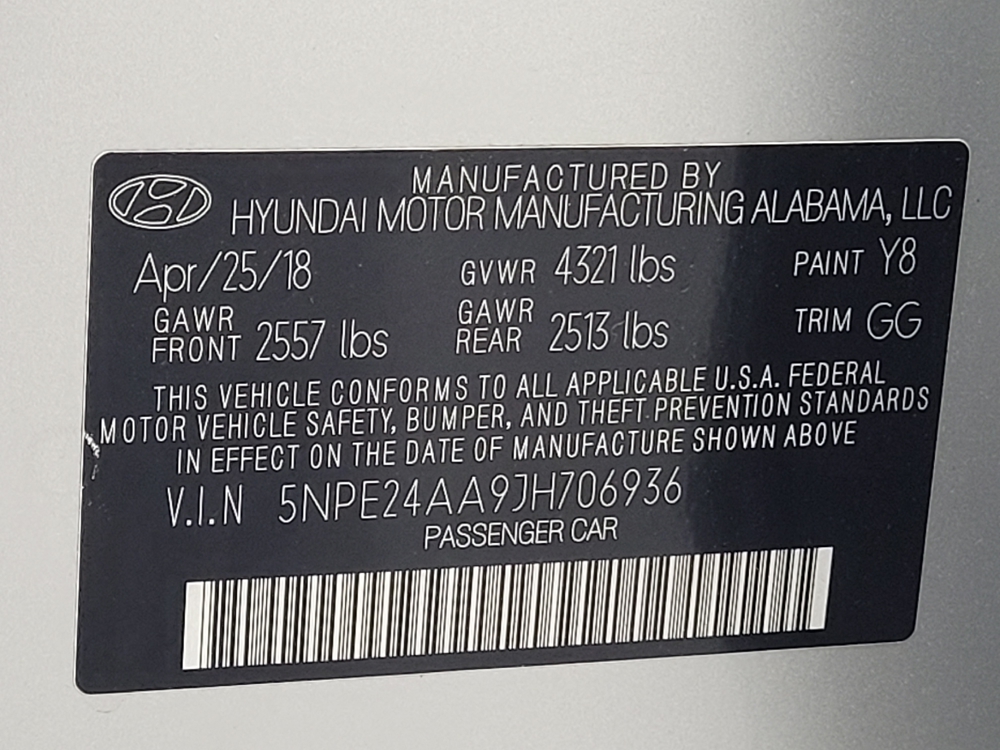 MANUFACTURED BY
HYUNDAI MOTOR MANUFACTURING ALABAMA, LLC
Apr/25/18 GVWR 4321 lbs PAINT Y8
GAWR FRONT 2557 lbs GAWR REAR 2513 lbs TRIM GG
THIS VEHICLE CONFORMS TO ALL APPLICABLE U.S.A. FEDERAL
MOTOR VEHICLE SAFETY, BUMPER, AND THEFT PREVENTION STANDARDS
IN EFFECT ON THE DATE OF MANUFACTURE SHOWN ABOVE
V.I.N 5NPE24AA9JH706936
PASSENGER CAR